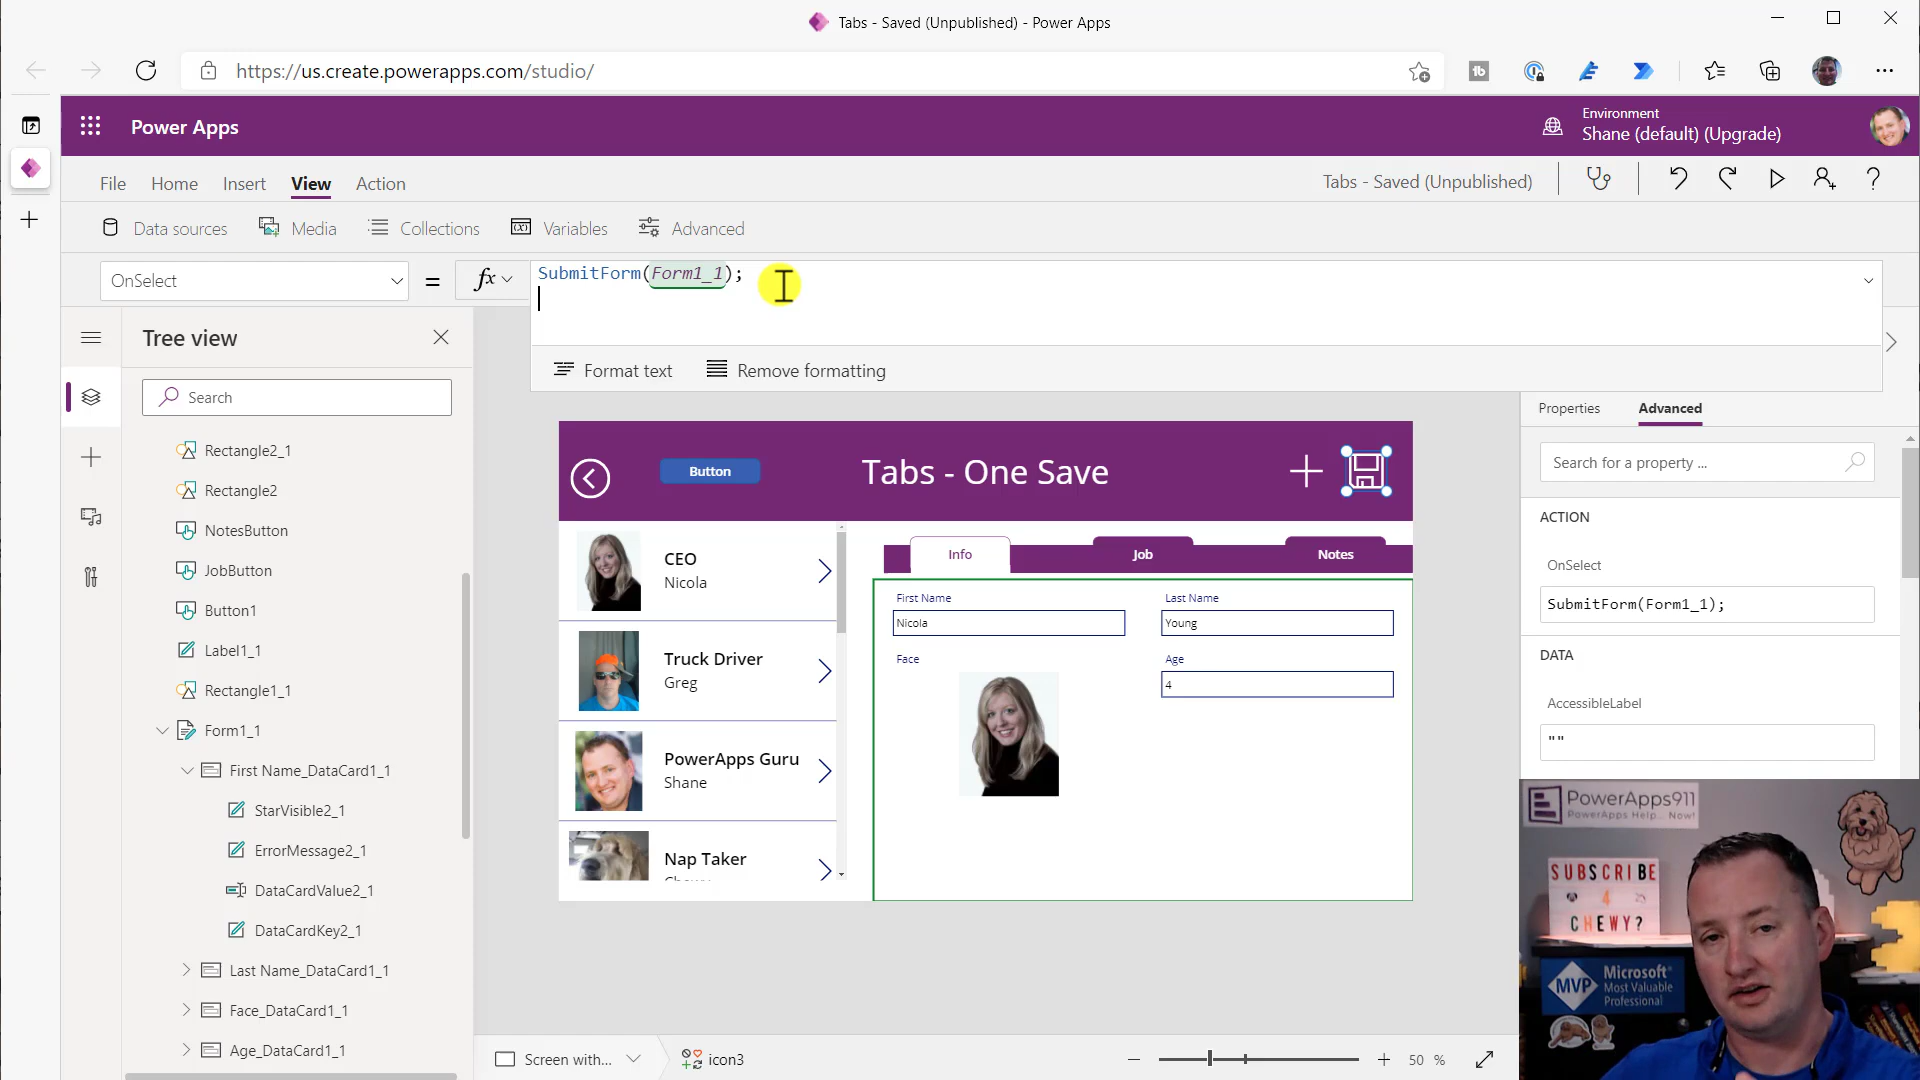 Tabs - Saved (Unpublished) - Power Apps
https://us.create.powerapps.com/studio/
Power Apps
Environment
Shane (default) (Upgrade)
File Home Insert View Action
Tabs - Saved (Unpublished)
Data sources Media Collections Variables Advanced
OnSelect = fx SubmitForm(Form1_1);
Format text Remove formatting
Tree view
Search
Rectangle2_1
Rectangle2
NotesButton
JobButton
Button1
Label1_1
Rectangle1_1
Form1_1
First Name_DataCard1_1
StarVisible2_1
ErrorMessage2_1
DataCardValue2_1
DataCardKey2_1
Last Name_DataCard1_1
Face_DataCard1_1
Age_DataCard1_1
Button
Tabs - One Save
CEO
Nicola
Truck Driver
Greg
PowerApps Guru
Shane
Nap Taker
Info Job Notes
First Name
Nicola
Last Name
Young
Face
Age
4
Properties Advanced
Search for a property ...
ACTION
OnSelect
SubmitForm(Form1_1);
DATA
AccessibleLabel
""
PowerApps911
PowerApps Help... Now!
SUBSCRIBE
4
CHEWY?
MVP Microsoft®
Most Valuable
Professional
Screen with... icon3
50 %